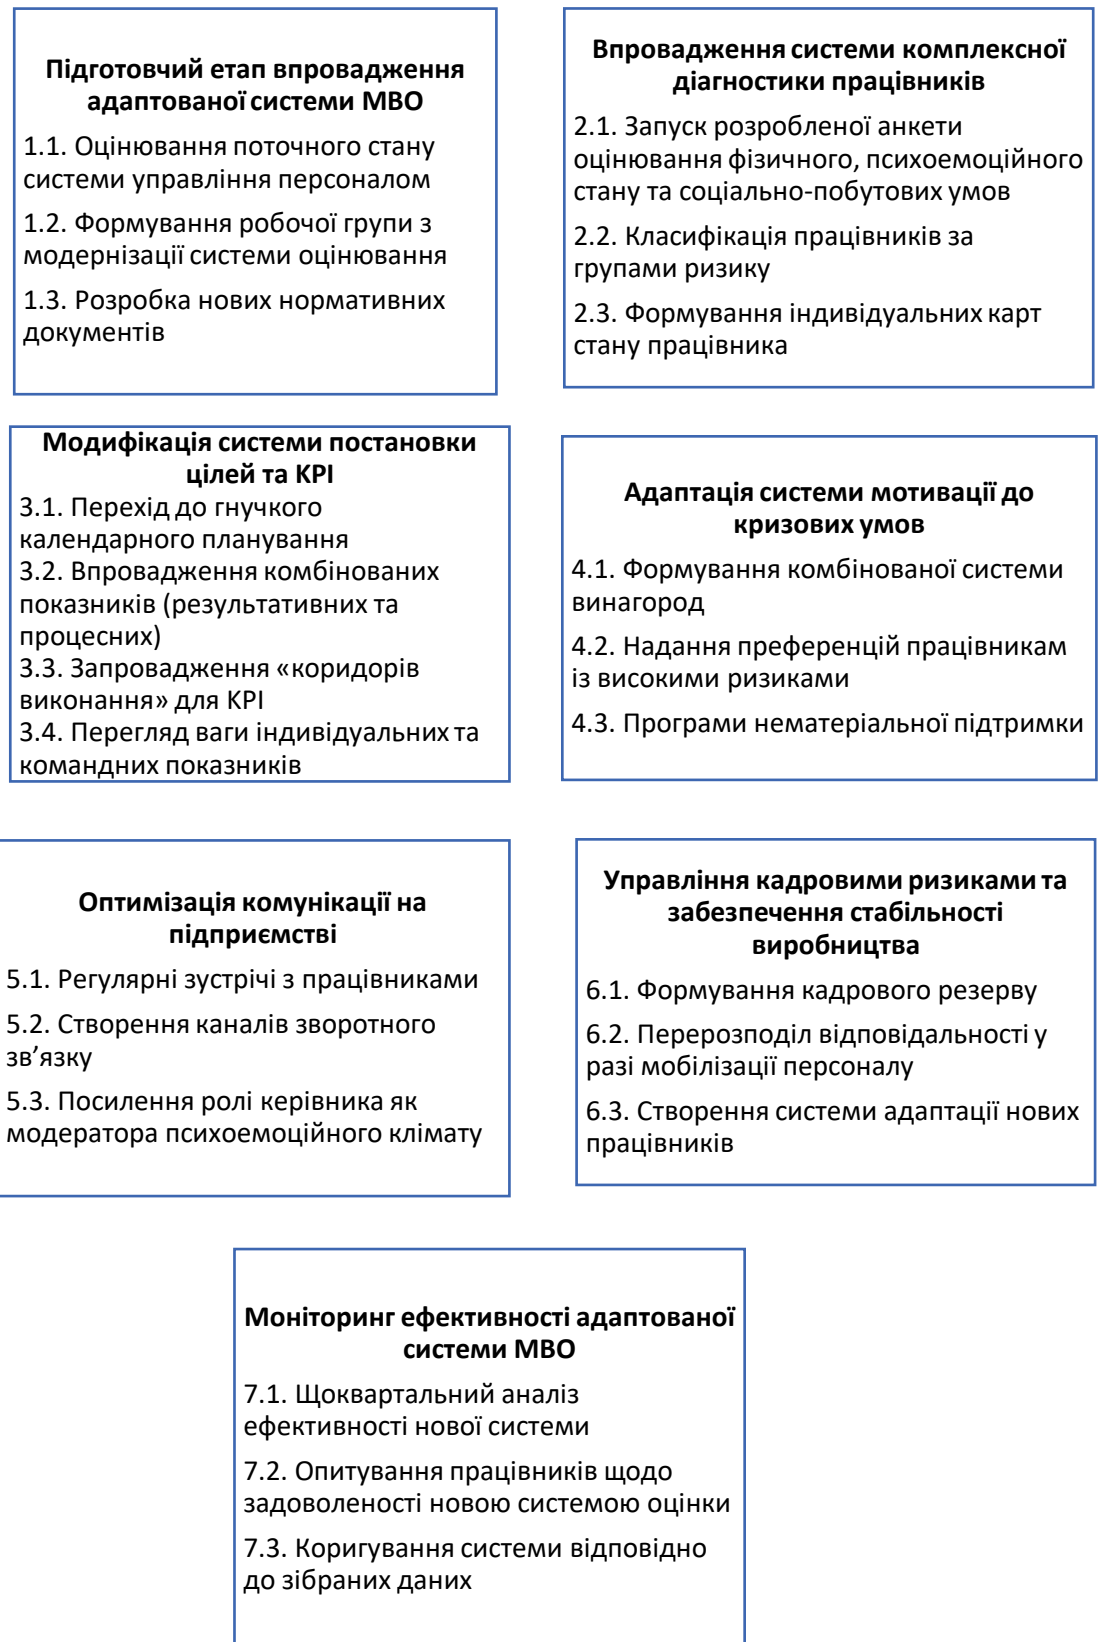 Підготовчий етап впровадження
адаптованої системи МВО
1.1. Оцінювання поточного стану
системи управління персоналом
1.2. Формування робочої групи з
модернізації системи оцінювання
1.3. Розробка нових нормативних
документів
Впровадження системи комплексної
діагностики працівників
2.1. Запуск розробленої анкети
оцінювання фізичного, психоемоційного
стану та соціально-побутових умов
2.2. Класифікація працівників за
групами ризику
2.3. Формування індивідуальних карт
стану працівника
Модифікація системи постановки
цілей та KPI
3.1. Перехід до гнучкого
календарного планування
3.2. Впровадження комбінованих
показників (результативних та
процесних)
3.3. Запровадження «коридорів
виконання» для KPI
3.4. Перегляд ваги індивідуальних та
командних показників
Адаптація системи мотивації до
кризових умов
4.1. Формування комбінованої системи
винагород
4.2. Надання преференцій працівникам
із високими ризиками
4.3. Програми нематеріальної підтримки
Оптимізація комунікації на
підприємстві
5.1. Регулярні зустрічі з працівниками
5.2. Створення каналів зворотного
зв’язку
5.3. Посилення ролі керівника як
модератора психоемоційного клімату
Управління кадровими ризиками та
забезпечення стабільності
виробництва
6.1. Формування кадрового резерву
6.2. Перерозподіл відповідальності у
разі мобілізації персоналу
6.3. Створення системи адаптації нових
працівників
Моніторинг ефективності адаптованої
системи МВО
7.1. Щоквартальний аналіз
ефективності нової системи
7.2. Опитування працівників щодо
задоволеності новою системою оцінки
7.3. Коригування системи відповідно
до зібраних даних